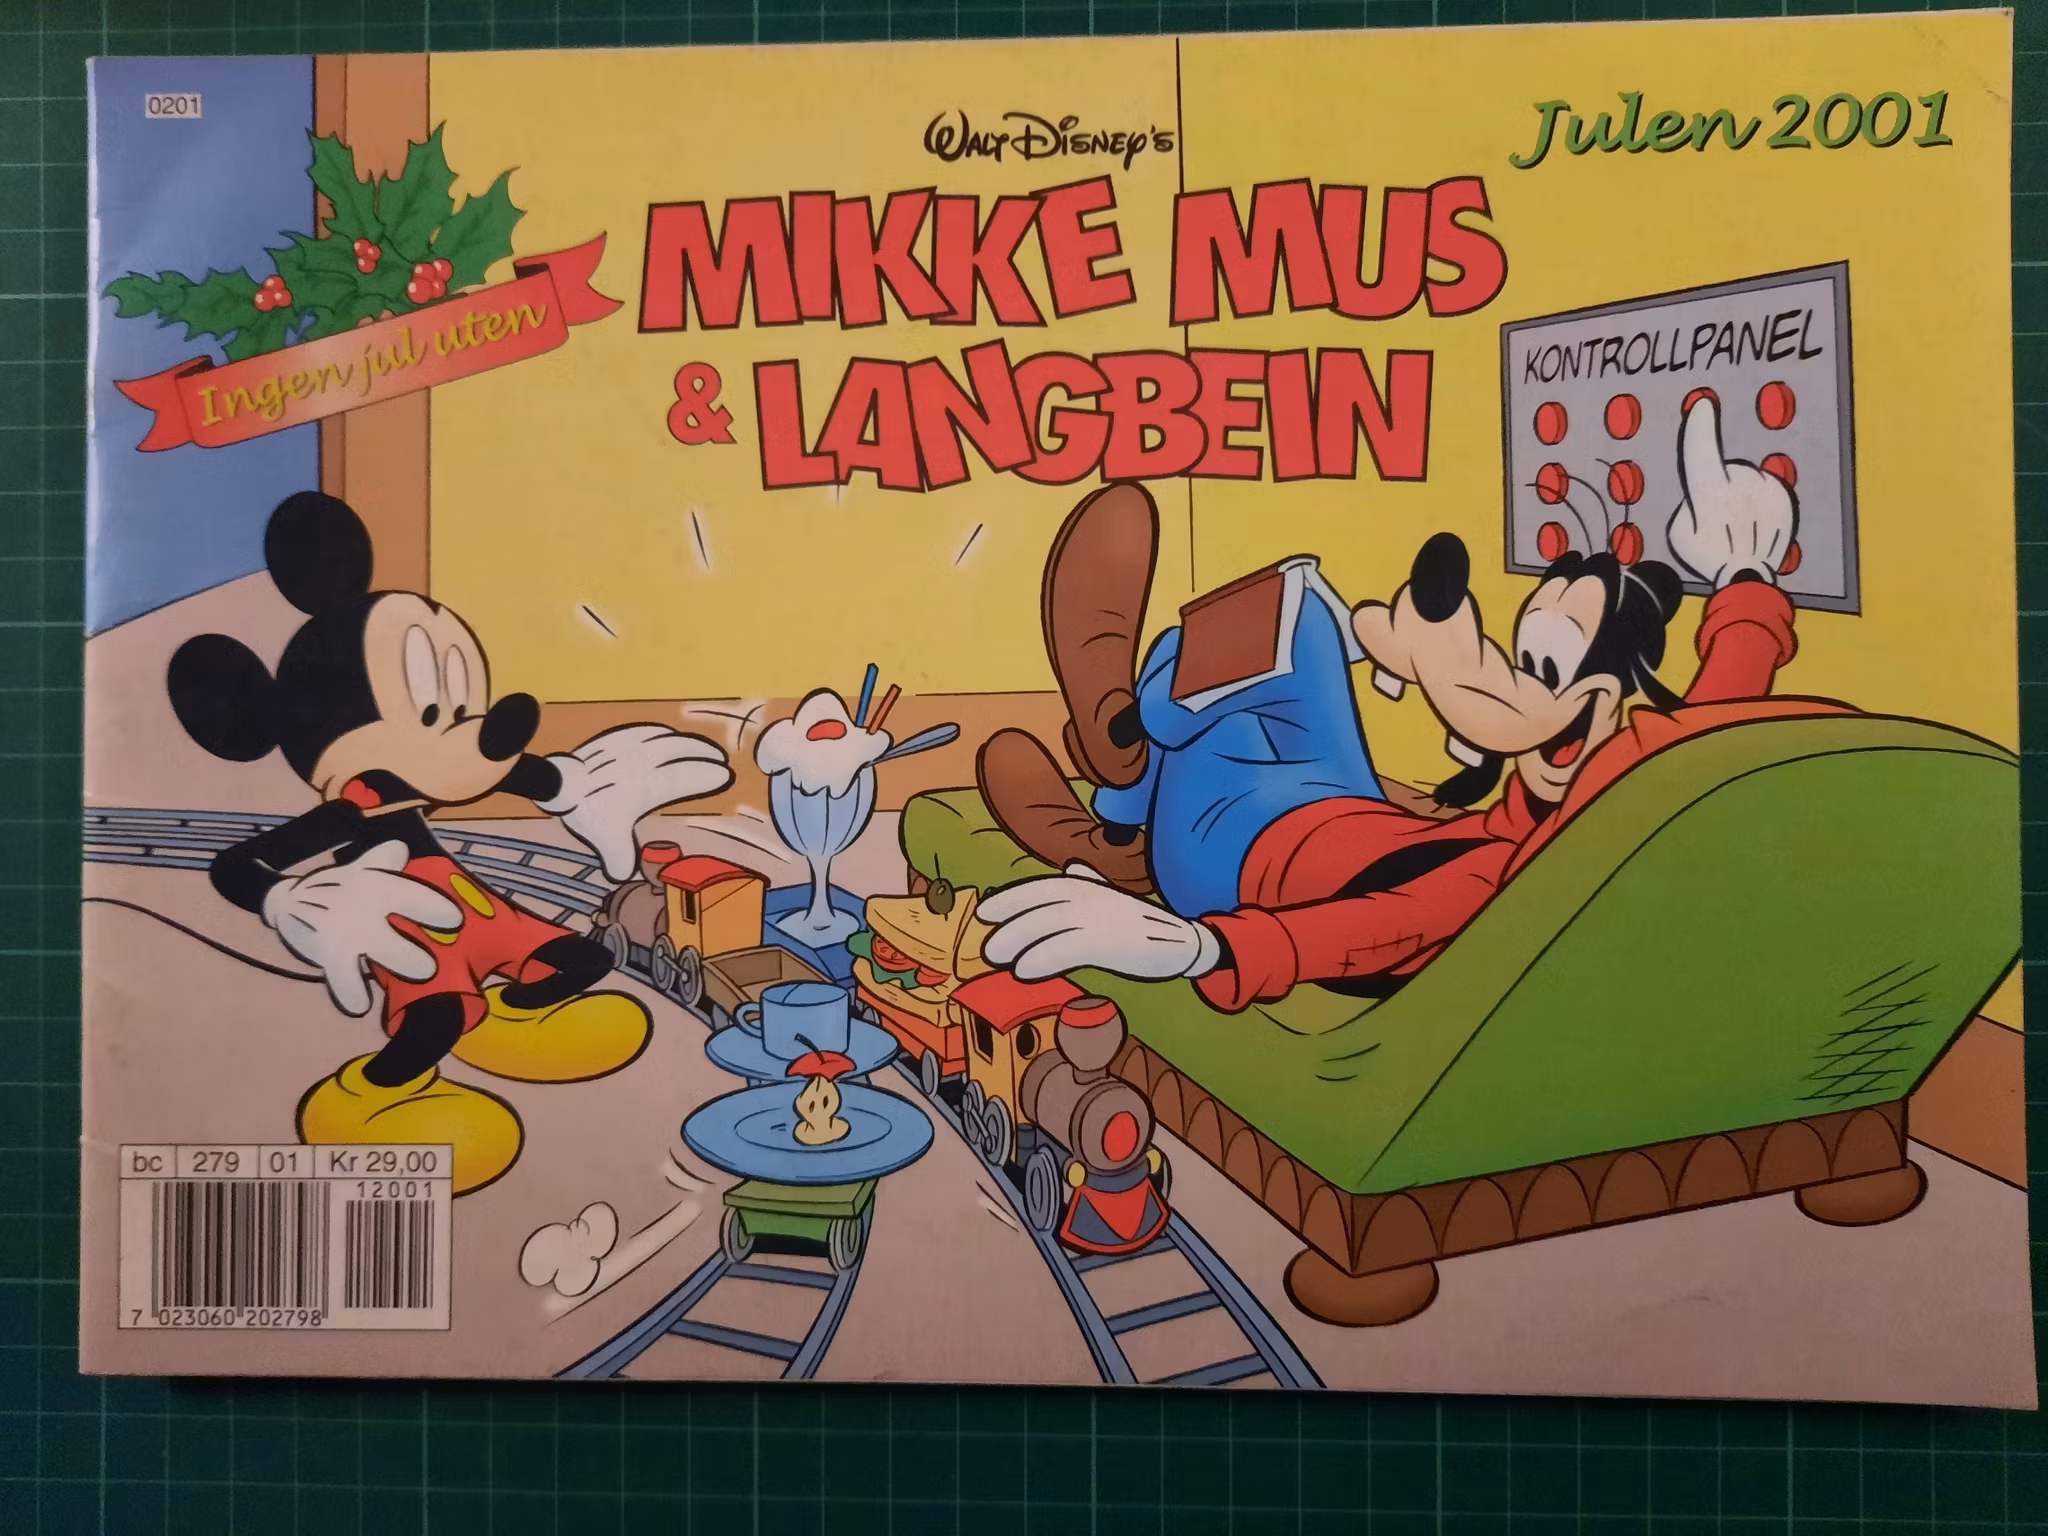 0201
Ingen jul uten
WALT DISNEY'S
MIKKE MUS
& LANGBEIN
Julen 2001
KONTROLLPANEL
bc 279 01 Kr 29,00
12001
7 023060 202798